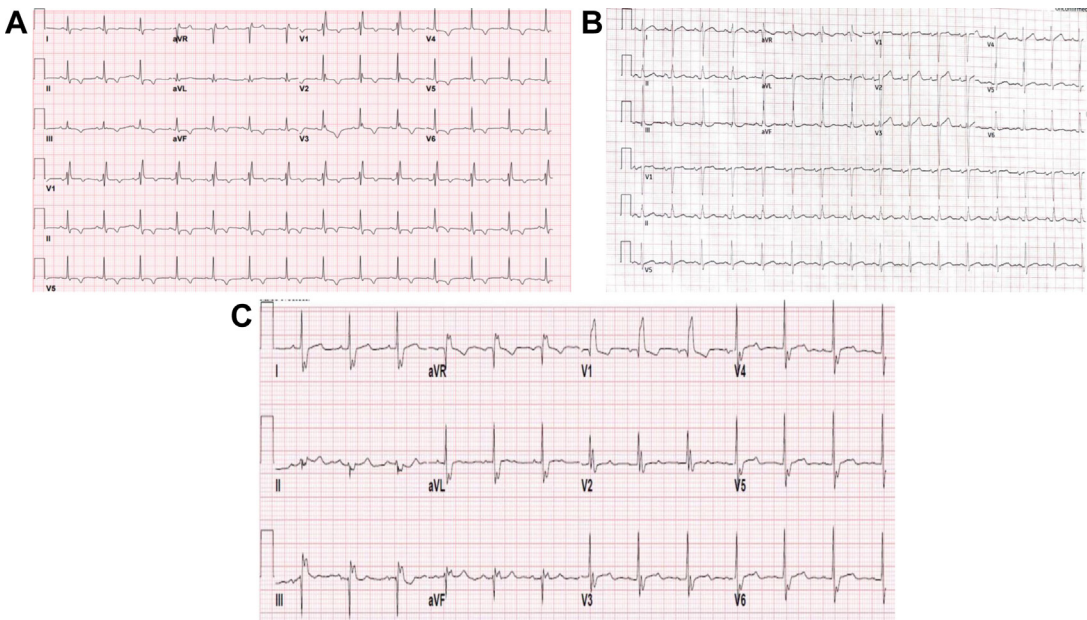 A
I aVR V1 V4
II aVL V2 V5
III aVF V3 V6
V1
II
V5
B
I aVR V1 V4
II aVL V2 V5
III aVF V3 V6
V1
II
V5
C
I aVR V1 V4
II aVL V2 V5
III aVF V3 V6